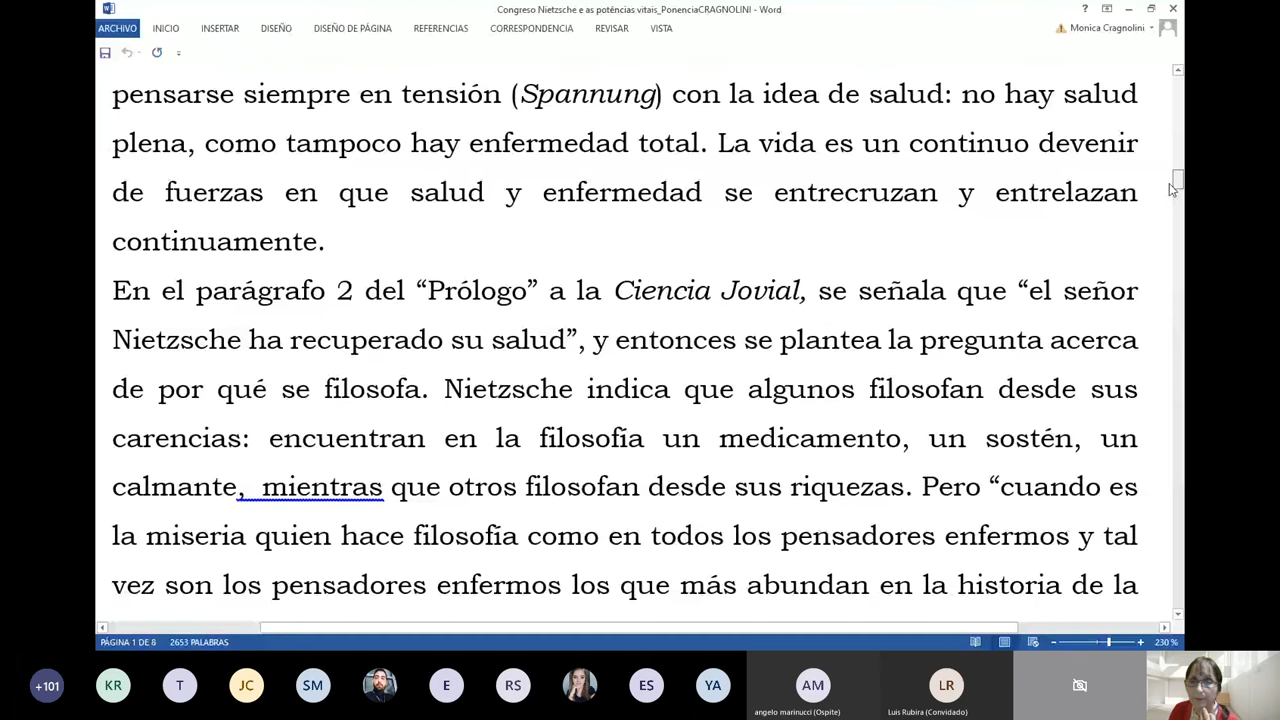 Congreso Nietzsche e as potências vitais_PonenciaCRAGNOLINI - Word
ARCHIVO INICIO INSERTAR DISEÑO DISEÑO DE PÁGINA REFERENCIAS CORRESPONDENCIA REVISAR VISTA Monica Cragnolini
pensarse siempre en tensión (Spannung) con la idea de salud: no hay salud
plena, como tampoco hay enfermedad total. La vida es un continuo devenir
de fuerzas en que salud y enfermedad se entrecruzan y entrelazan
continuamente.
En el parágrafo 2 del “Prólogo” a la Ciencia Jovial, se señala que “el señor
Nietzsche ha recuperado su salud”, y entonces se plantea la pregunta acerca
de por qué se filosofa. Nietzsche indica que algunos filosofan desde sus
carencias: encuentran en la filosofía un medicamento, un sostén, un
calmante, mientras que otros filosofan desde sus riquezas. Pero “cuando es
la miseria quien hace filosofía como en todos los pensadores enfermos y tal
vez son los pensadores enfermos los que más abundan en la historia de la
PÁGINA 1 DE 8 2653 PALABRAS 230 %
+101 KR T JC SM E RS ES YA AM LR
angelo marinucci (Ospite) Luis Rubira (Convidado)